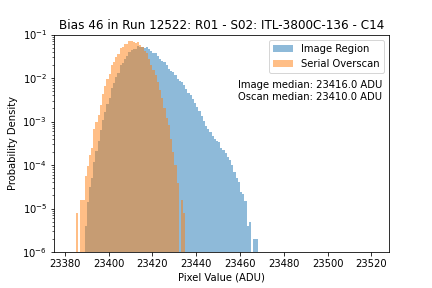 Bias 46 in Run 12522: R01 - S02: ITL-3800C-136 - C14
Image Region
Serial Overscan
Image median: 23416.0 ADU
Oscan median: 23410.0 ADU
Probability Density
10⁻¹
10⁻²
10⁻³
10⁻⁴
10⁻⁵
10⁻⁶
23380 23400 23420 23440 23460 23480 23500 23520
Pixel Value (ADU)